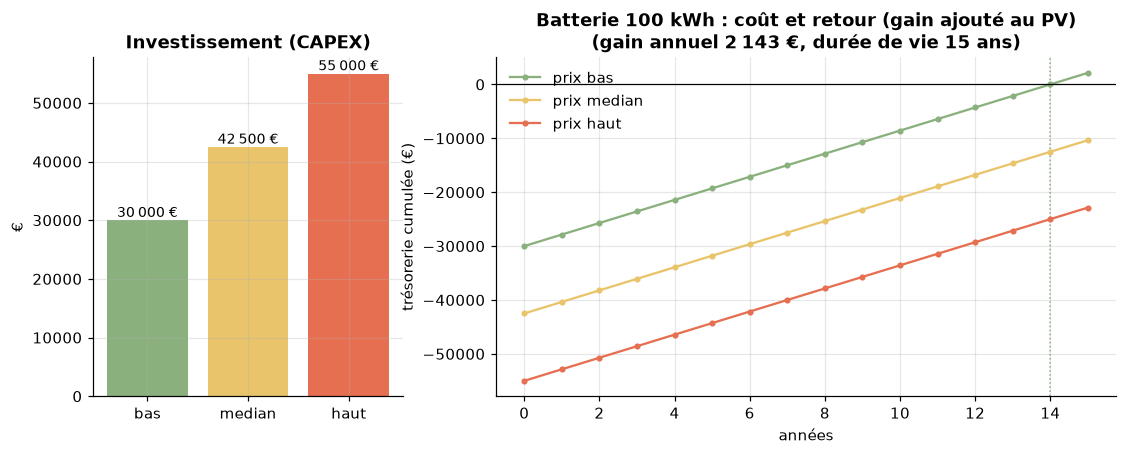 Investissement (CAPEX)
€
50000
40000
30000
20000
10000
0
30 000 €
42 500 €
55 000 €
bas
median
haut
Batterie 100 kWh : coût et retour (gain ajouté au PV)
(gain annuel 2 143 €, durée de vie 15 ans)
prix bas
prix median
prix haut
trésorerie cumulée (€)
0
−10000
−20000
−30000
−40000
−50000
0
2
4
6
8
10
12
14
années